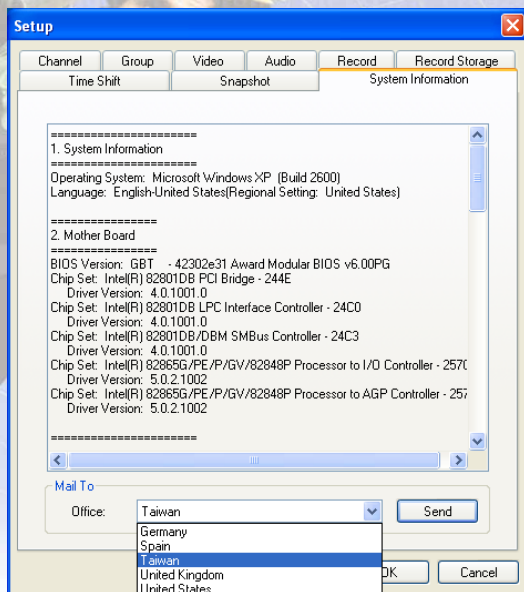 Setup
Channel Group Video Audio Record Record Storage
Time Shift Snapshot System Information
======================
1. System Information
======================
Operating System: Microsoft Windows XP (Build 2600)
Language: English-United States(Regional Setting: United States)
================
2. Mother Board
================
BIOS Version: GBT - 42302e31 Award Modular BIOS v6.00PG
Chip Set: Intel(R) 82801DB PCI Bridge - 244E
Driver Version: 4.0.1001.0
Chip Set: Intel(R) 82801DB LPC Interface Controller - 24C0
Driver Version: 4.0.1001.0
Chip Set: Intel(R) 82801DB/DBM SMBus Controller - 24C3
Driver Version: 4.0.1001.0
Chip Set: Intel(R) 82865G/PE/P/GV/82848P Processor to I/O Controller - 2570
Driver Version: 5.0.2.1002
Chip Set: Intel(R) 82865G/PE/P/GV/82848P Processor to AGP Controller - 257
Driver Version: 5.0.2.1002
======================
Mail To
Office: Taiwan Send
Germany
Spain
Taiwan
United Kingdom
United States
OK Cancel